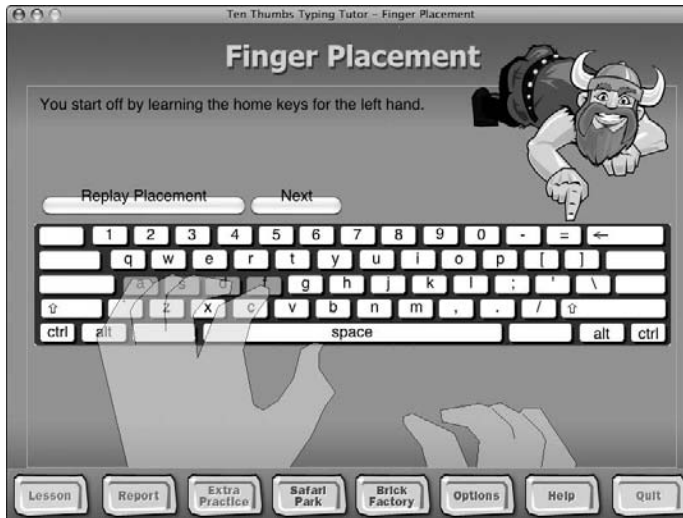 Ten Thumbs Typing Tutor – Finger Placement
Finger Placement
You start off by learning the home keys for the left hand.
Replay Placement Next
1 2 3 4 5 6 7 8 9 0 - = ←
q w e r t y u i o p [ ]
a s d f g h j k l ; ' \
⇧ z x c v b n m , . / ⇧
ctrl alt space alt ctrl
Lesson Report Extra Practice Safari Park Brick Factory Options Help Quit